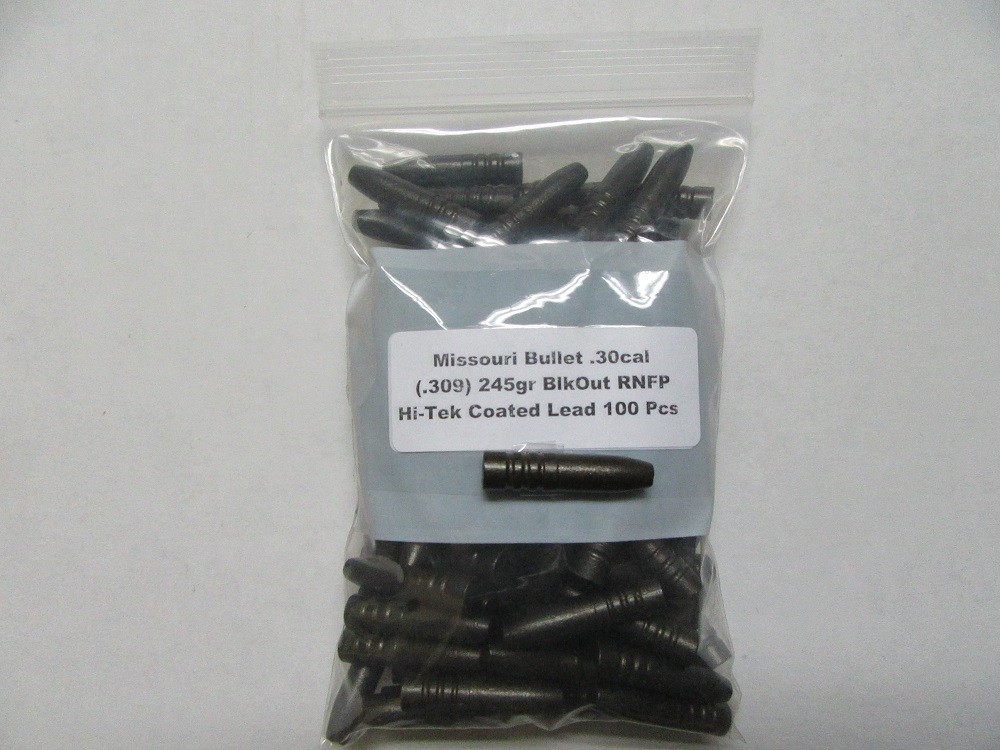 Missouri Bullet .30cal
(.309) 245gr BlkOut RNFP
Hi-Tek Coated Lead 100 Pcs